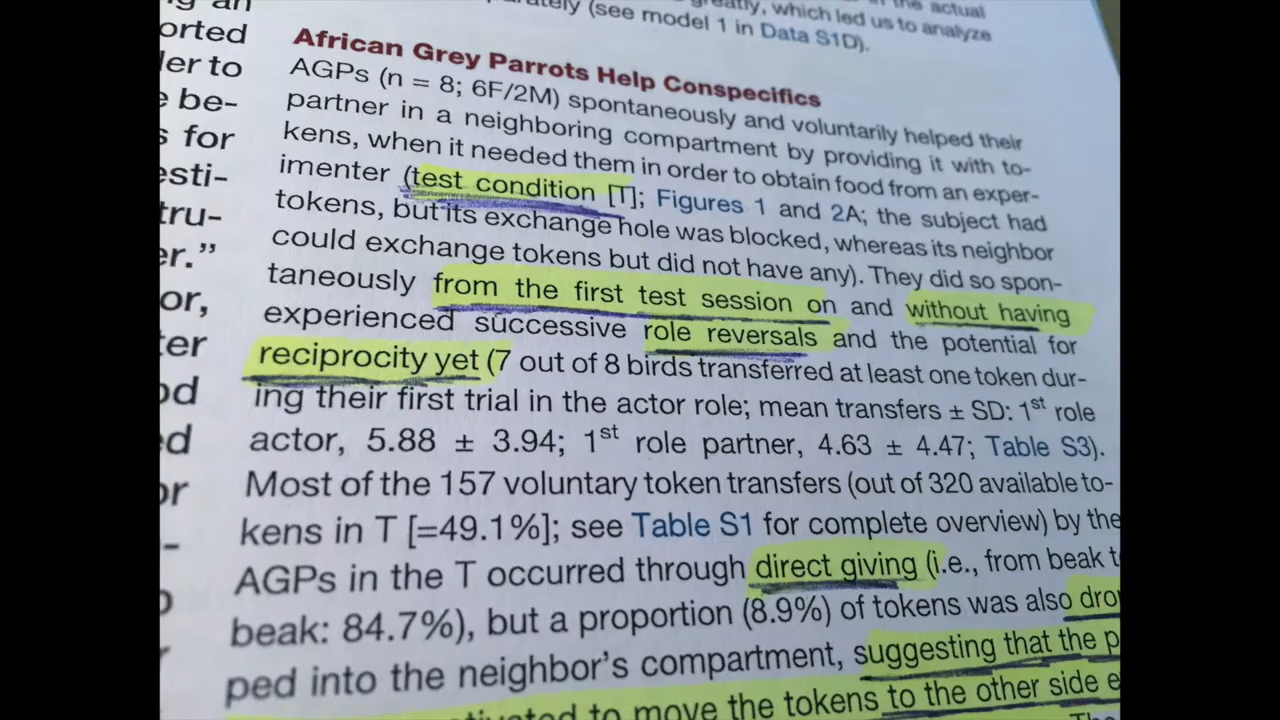 orted
ler to
e be-
s for
esti-
tru-
er.”
or,
ter
od
ed
or
-
greatly, which led us to analyze
(see model 1 in Data S1D).
African Grey Parrots Help Conspecifics
AGPs (n = 8; 6F/2M) spontaneously and voluntarily helped their
partner in a neighboring compartment by providing it with to-
kens, when it needed them in order to obtain food from an exper-
imenter (test condition [T]; Figures 1 and 2A; the subject had
tokens, but its exchange hole was blocked, whereas its neighbor
could exchange tokens but did not have any). They did so spon-
taneously from the first test session on and without having
experienced successive role reversals and the potential for
reciprocity yet (7 out of 8 birds transferred at least one token dur-
ing their first trial in the actor role; mean transfers ± SD: 1st role
actor, 5.88 ± 3.94; 1st role partner, 4.63 ± 4.47; Table S3).
Most of the 157 voluntary token transfers (out of 320 available to-
kens in T [=49.1%]; see Table S1 for complete overview) by the
AGPs in the T occurred through direct giving (i.e., from beak t
beak: 84.7%), but a proportion (8.9%) of tokens was also dro
ped into the neighbor’s compartment, suggesting that the p
to move the tokens to the other side e